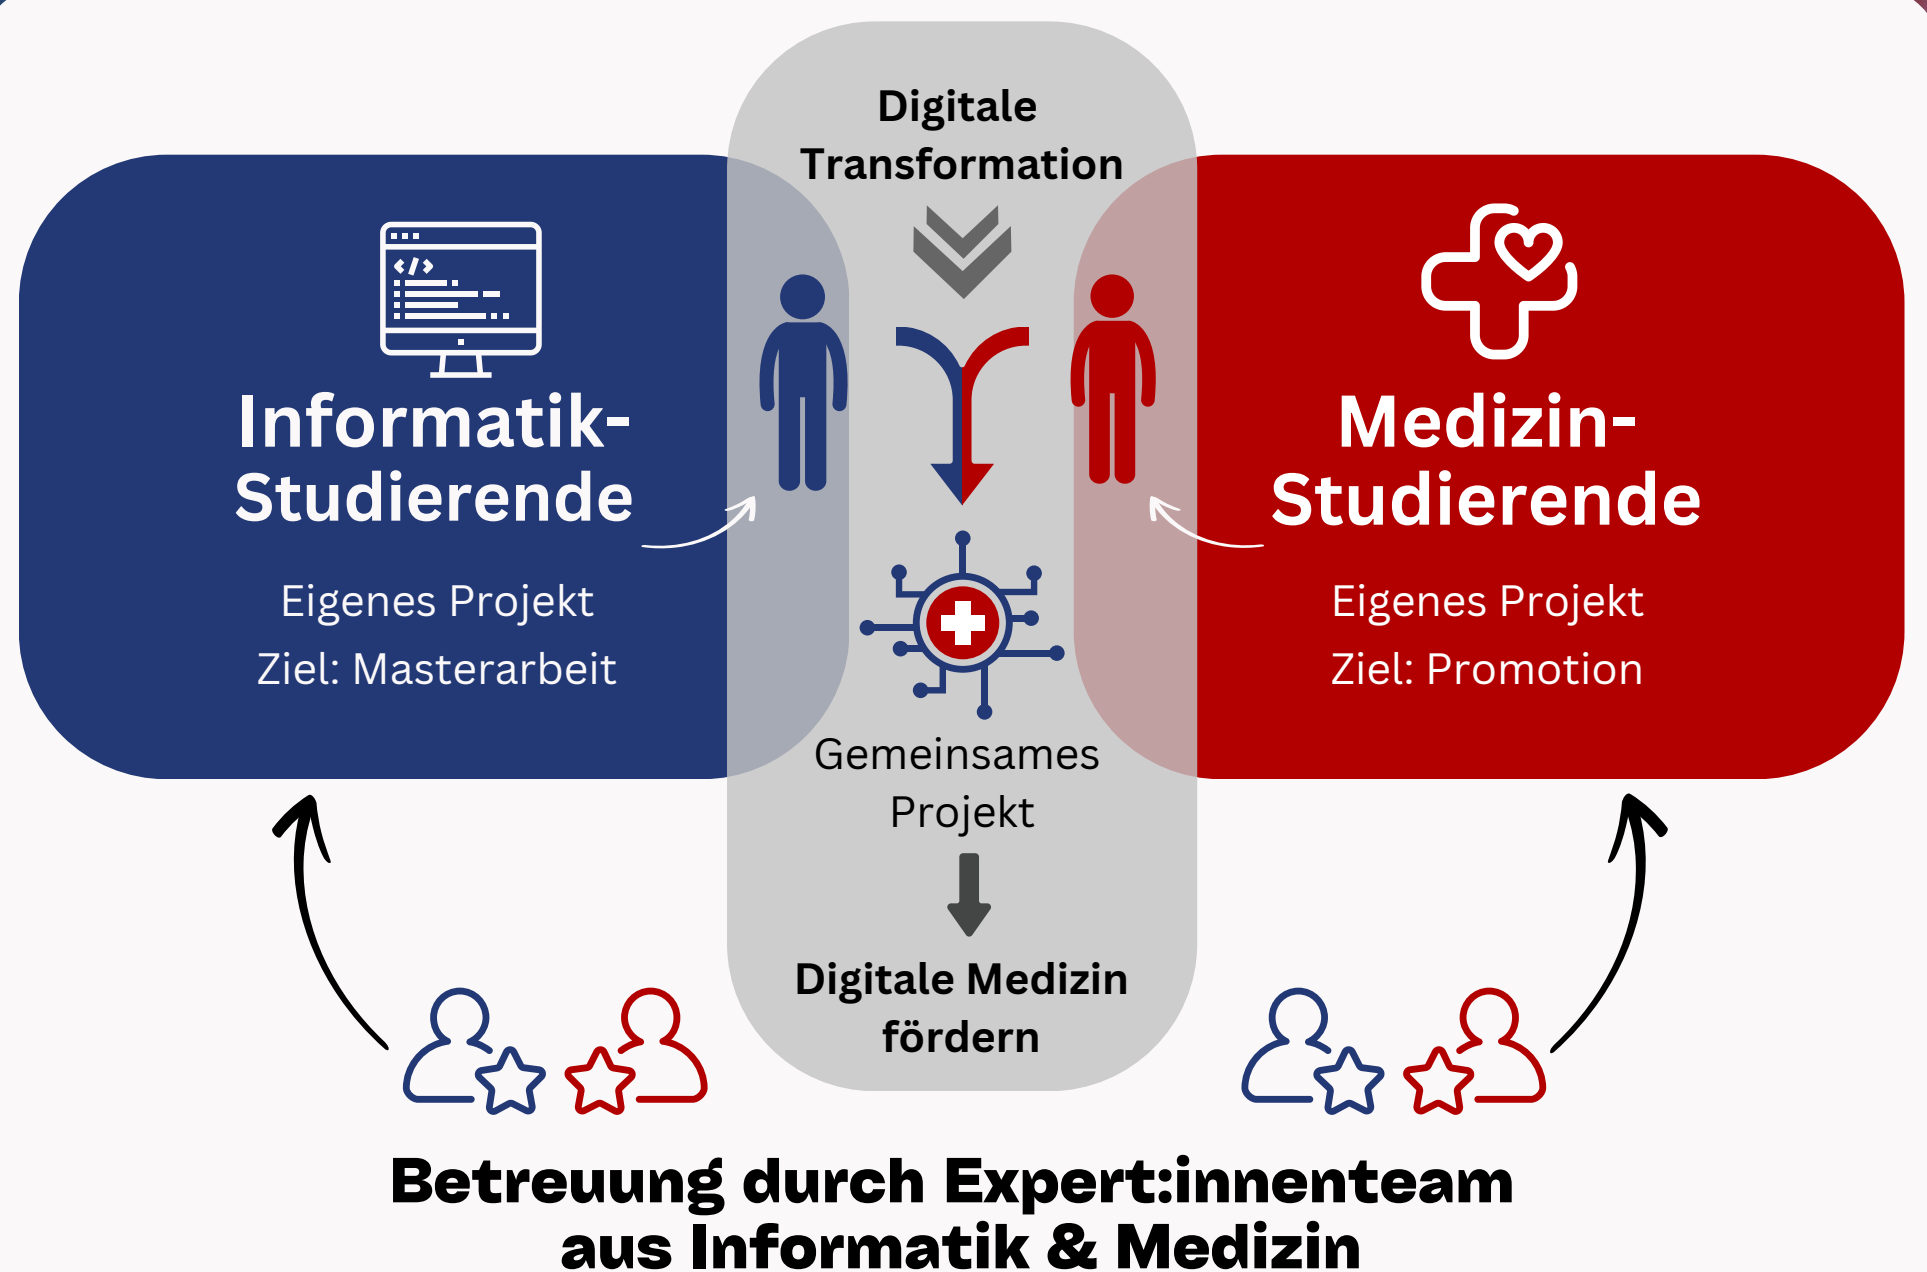 Digitale
Transformation
Informatik-
Studierende
Eigenes Projekt
Ziel: Masterarbeit
Medizin-
Studierende
Eigenes Projekt
Ziel: Promotion
Gemeinsames
Projekt
Digitale Medizin
fördern
Betreuung durch Expert:innenteam
aus Informatik & Medizin